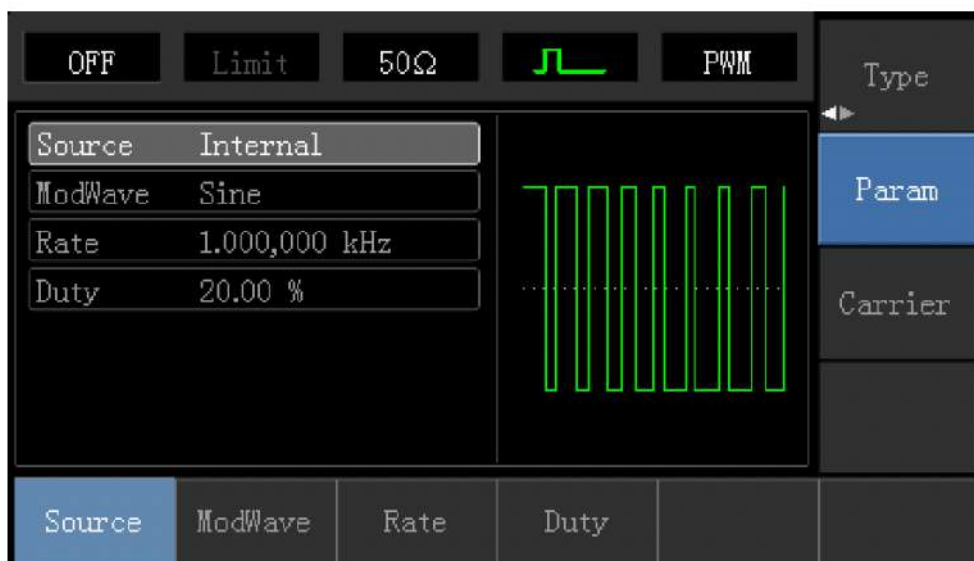 OFF Limit 50Ω PWM
Type
Source Internal
ModWave Sine
Rate 1.000,000 kHz
Duty 20.00 %
Param
Carrier
Source ModWave Rate Duty